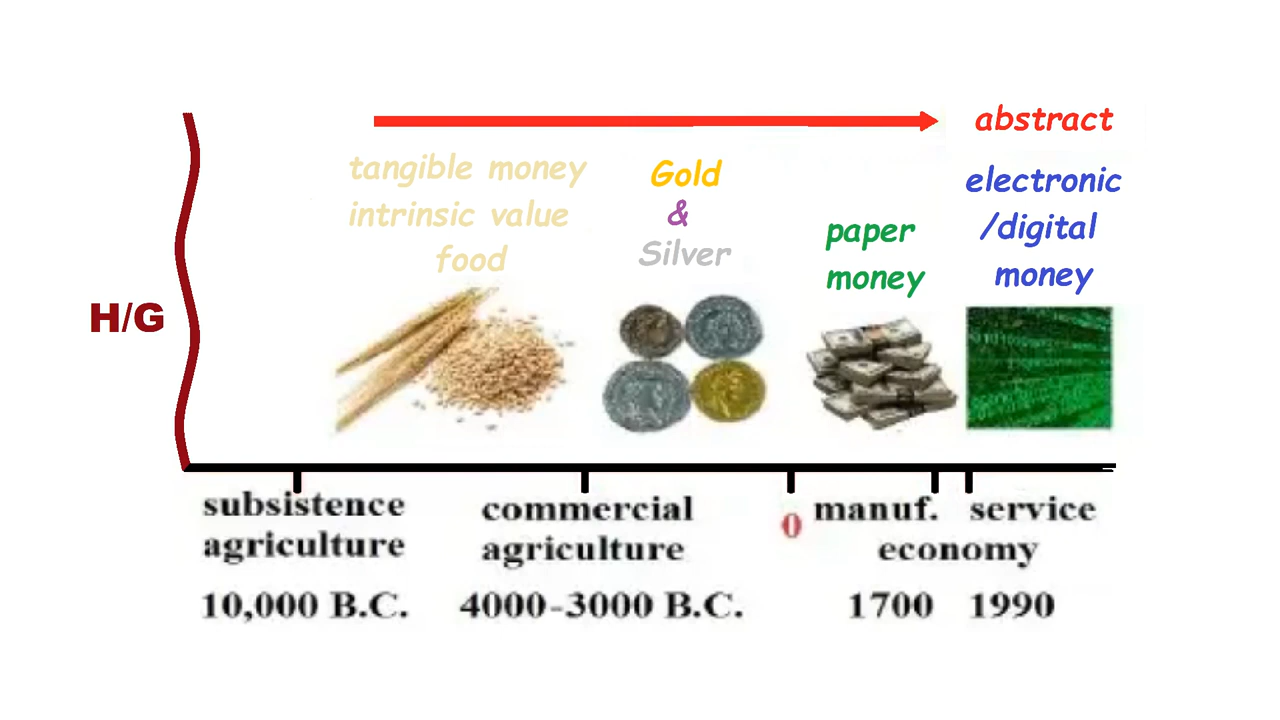 abstract
tangible money
intrinsic value
food
Gold
&
Silver
paper
money
electronic
/digital
money
H/G
subsistence
agriculture
10,000 B.C.
commercial
agriculture
4000-3000 B.C.
0
manuf. service
economy
1700 1990